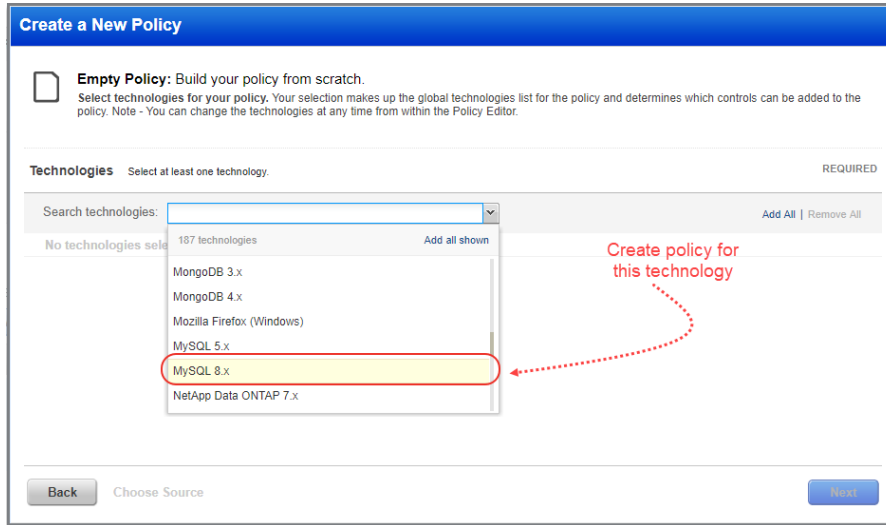 Create a New Policy
Empty Policy: Build your policy from scratch.
Select technologies for your policy. Your selection makes up the global technologies list for the policy and determines which controls can be added to the
policy. Note - You can change the technologies at any time from within the Policy Editor.
Technologies Select at least one technology. REQUIRED
Search technologies: Add All | Remove All
No technologies sele
187 technologies Add all shown
MongoDB 3.x
MongoDB 4.x
Mozilla Firefox (Windows)
MySQL 5.x
MySQL 8.x
NetApp Data ONTAP 7.x
Create policy for
this technology
Back Choose Source Next